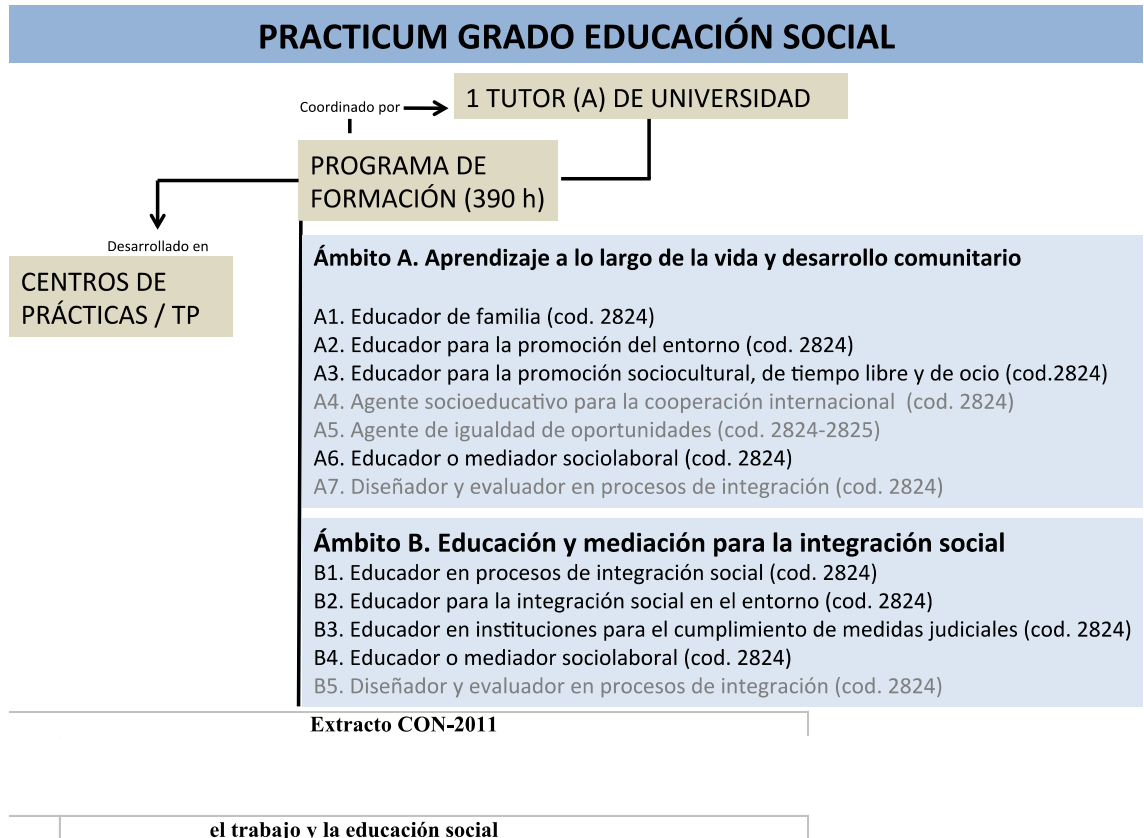 PRACTICUM GRADO EDUCACIÓN SOCIAL
Coordinado por
1 TUTOR (A) DE UNIVERSIDAD
PROGRAMA DE
FORMACIÓN (390 h)
Desarrollado en
CENTROS DE
PRÁCTICAS / TP
Ámbito A. Aprendizaje a lo largo de la vida y desarrollo comunitario
A1. Educador de familia (cod. 2824)
A2. Educador para la promoción del entorno (cod. 2824)
A3. Educador para la promoción sociocultural, de tiempo libre y de ocio (cod.2824)
A4. Agente socioeducativo para la cooperación internacional (cod. 2824)
A5. Agente de igualdad de oportunidades (cod. 2824-2825)
A6. Educador o mediador sociolaboral (cod. 2824)
A7. Diseñador y evaluador en procesos de integración (cod. 2824)
Ámbito B. Educación y mediación para la integración social
B1. Educador en procesos de integración social (cod. 2824)
B2. Educador para la integración social en el entorno (cod. 2824)
B3. Educador en instituciones para el cumplimiento de medidas judiciales (cod. 2824)
B4. Educador o mediador sociolaboral (cod. 2824)
B5. Diseñador y evaluador en procesos de integración (cod. 2824)
Extracto CON-2011
el trabajo y la educación social